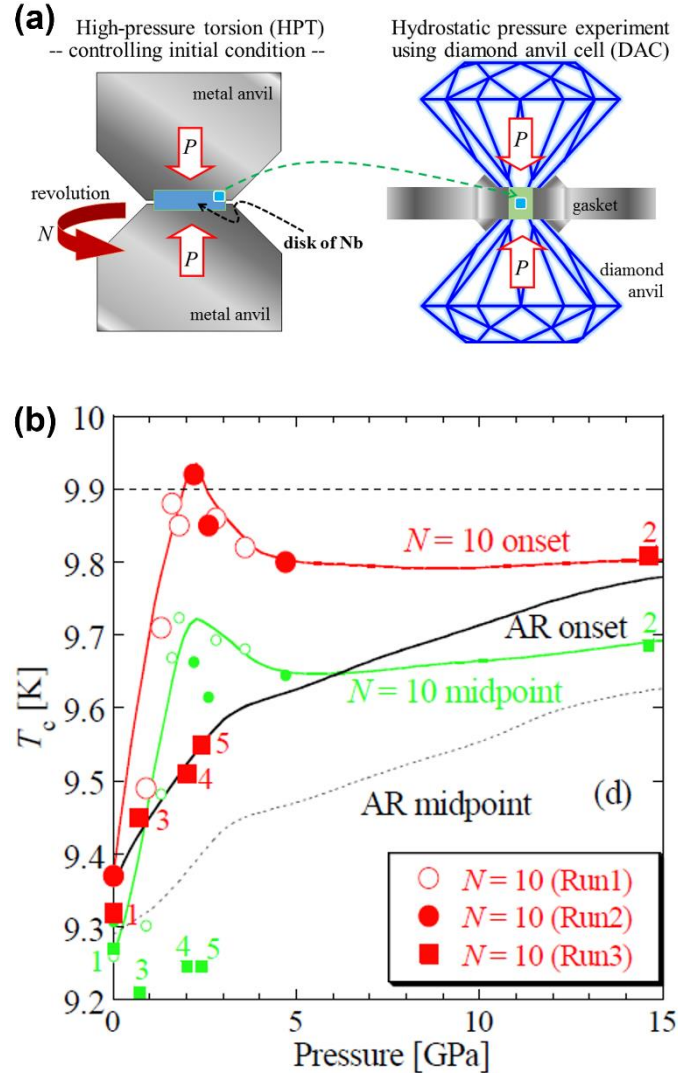 (a)
High-pressure torsion (HPT)
-- controlling initial condition --
Hydrostatic pressure experiment
using diamond anvil cell (DAC)
metal anvil
P
revolution
N
disk of Nb
P
metal anvil
P
gasket
P
diamond
anvil
(b)
10
9.9
9.8
9.7
9.6
9.5
9.4
9.3
9.2
Tc [K]
2
N = 10 onset
AR onset
2
N = 10 midpoint
5
4
3
AR midpoint
(d)
1
1
3
4
5
N = 10 (Run1)
N = 10 (Run2)
N = 10 (Run3)
0
5
10
15
Pressure [GPa]